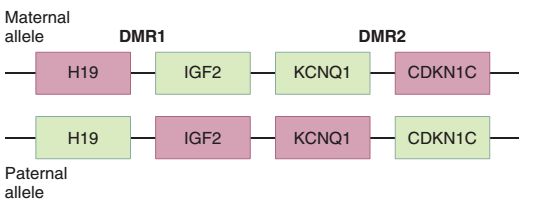 Maternal
allele
DMR1 DMR2
H19 IGF2 KCNQ1 CDKN1C
H19 IGF2 KCNQ1 CDKN1C
Paternal
allele